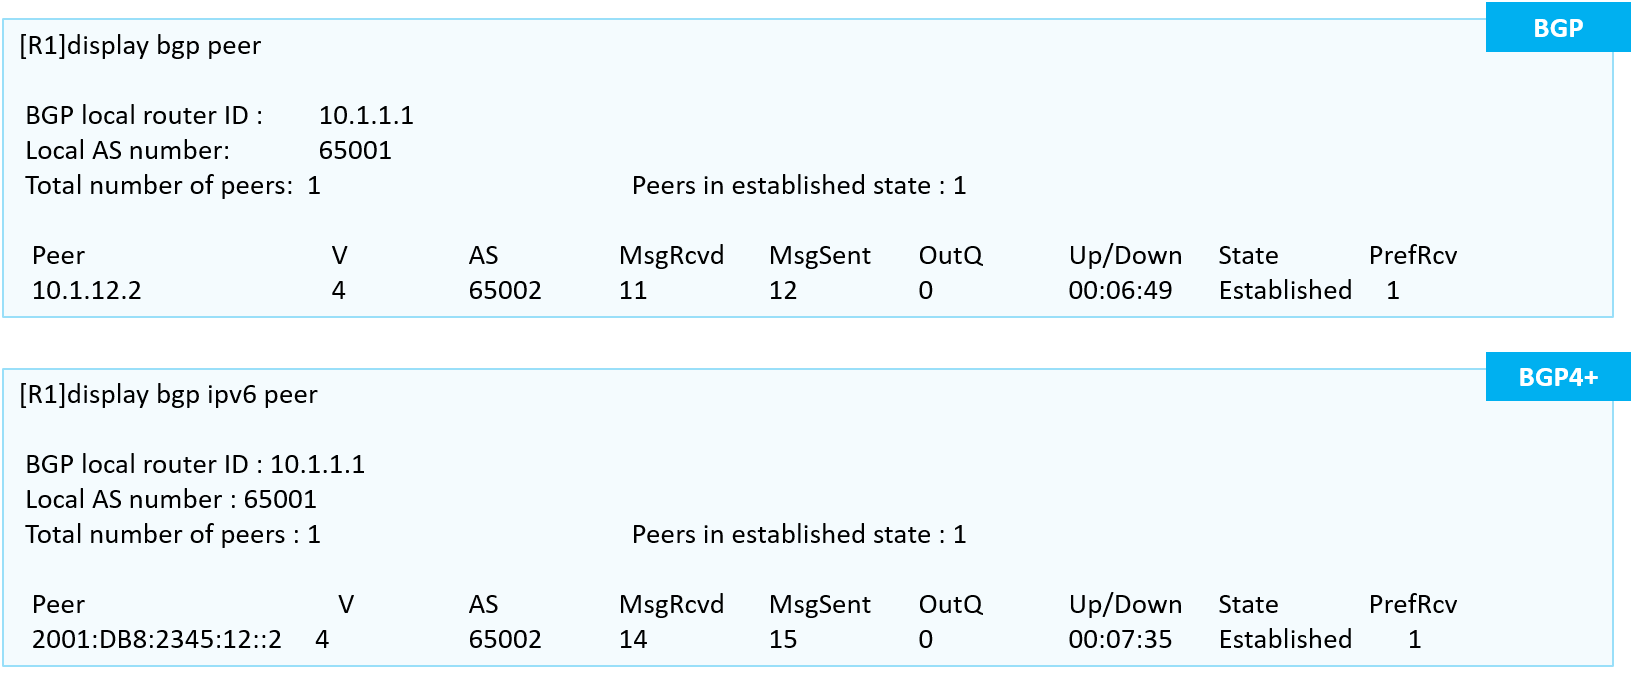 BGP
[R1]display bgp peer
BGP local router ID : 10.1.1.1
Local AS number: 65001
Total number of peers: 1 Peers in established state : 1
Peer V AS MsgRcvd MsgSent OutQ Up/Down State PrefRcv
10.1.12.2 4 65002 11 12 0 00:06:49 Established 1
BGP4+
[R1]display bgp ipv6 peer
BGP local router ID : 10.1.1.1
Local AS number : 65001
Total number of peers : 1 Peers in established state : 1
Peer V AS MsgRcvd MsgSent OutQ Up/Down State PrefRcv
2001:DB8:2345:12::2 4 65002 14 15 0 00:07:35 Established 1